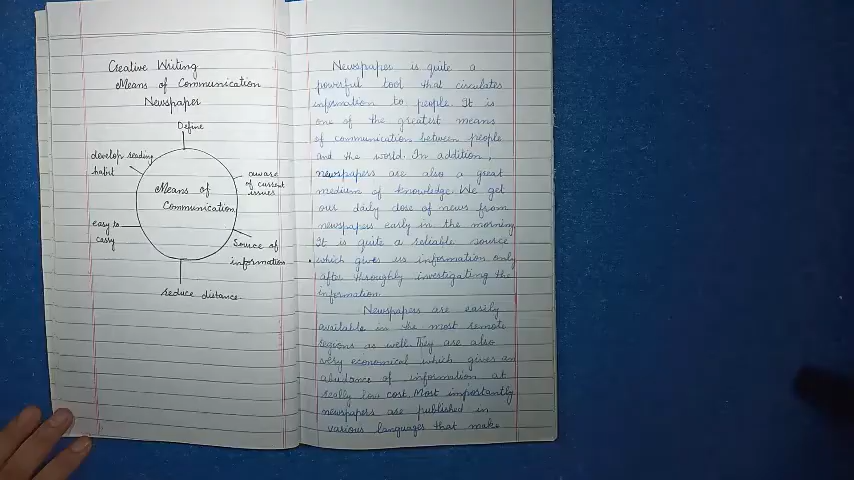 Creative Writing
Means of Communication
Newspaper
Define
develop reading
habit
aware
of current
issues
Means of
Communication
easy to
carry
Source of
information
reduce distance
Newspaper is quite a
powerful tool that circulates
information to people. It is
one of the greatest means
of communication between people
and the world. In addition,
newspapers are also a great
medium of knowledge. We get
our daily dose of news from
newspapers early in the morning
It is quite a reliable source
which gives us information only
after throughly investigating the
information.
Newspapers are easily
available in the most remote
regions as well. They are also
very economical which gives an
abudance of information at
really low cost. Most importantly
newspapers are published in
various languages that make